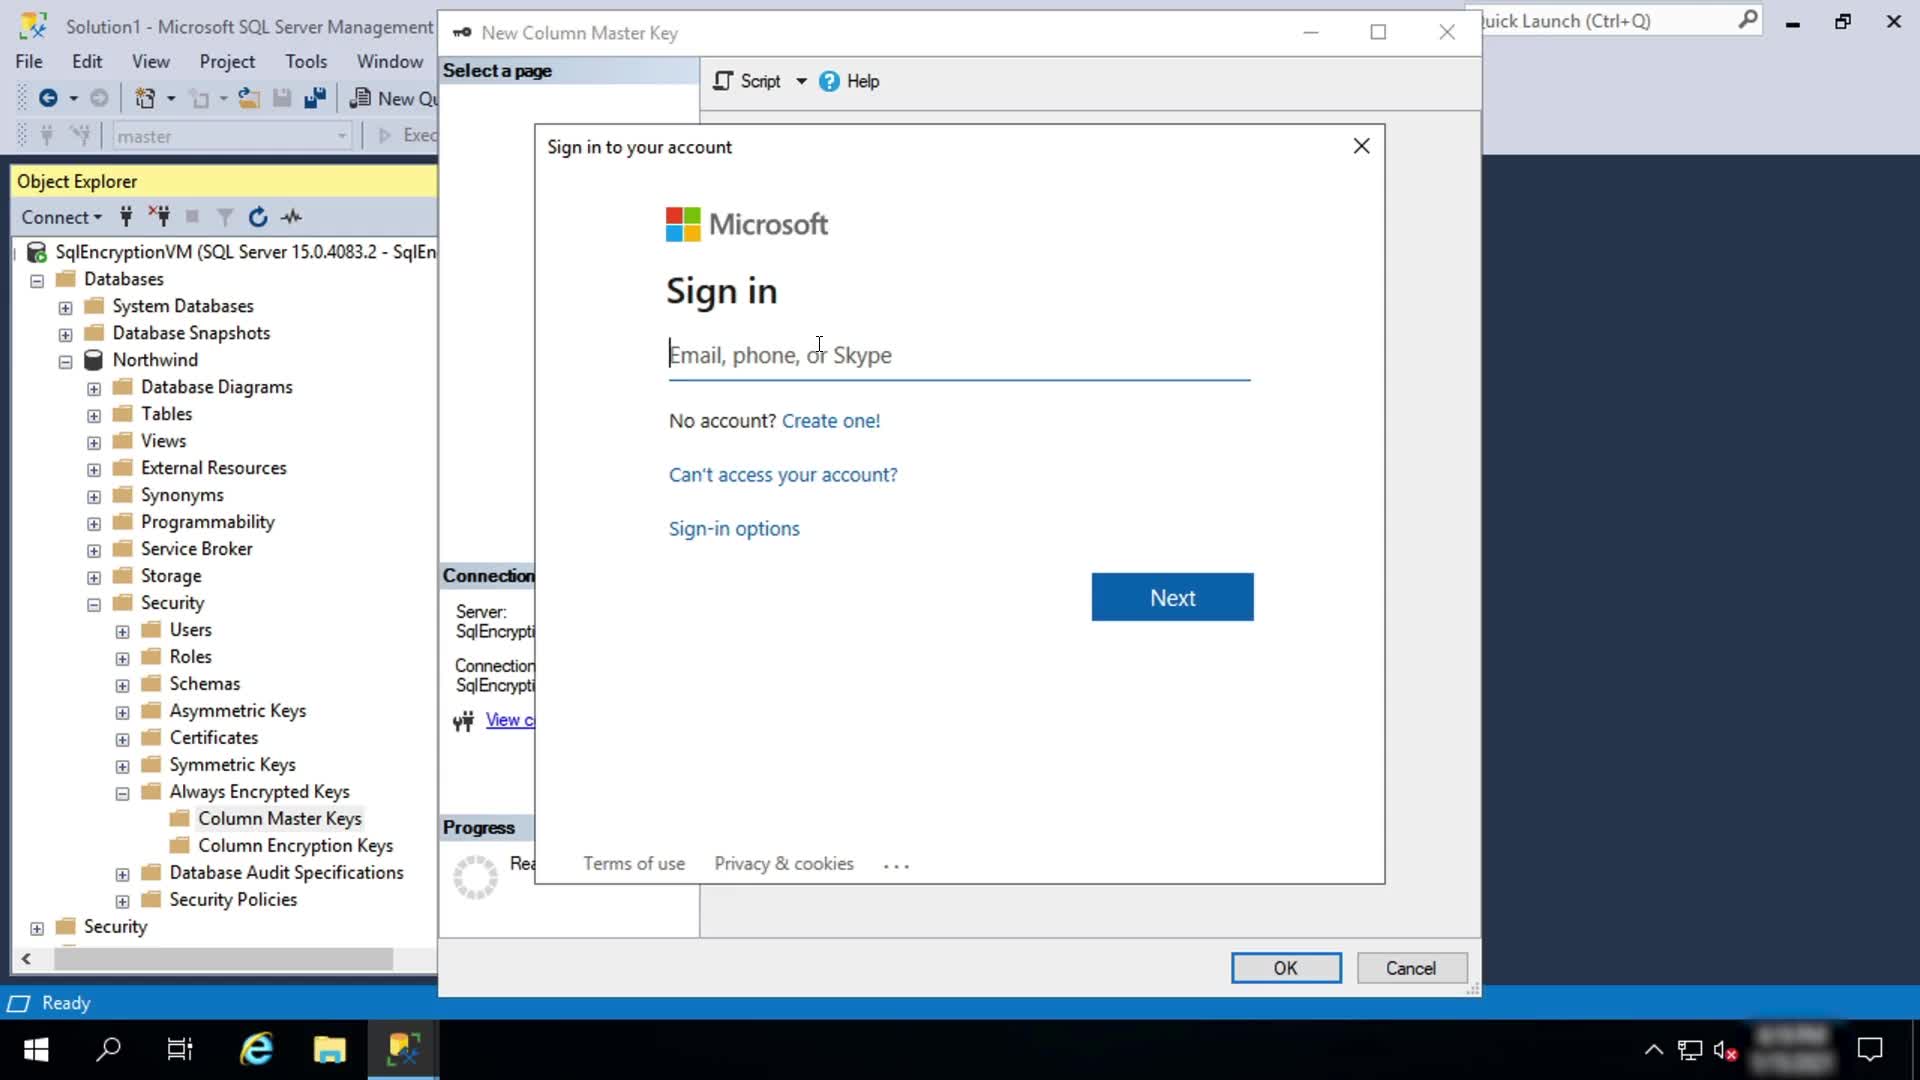 Solution1 - Microsoft SQL Server Management
New Column Master Key
Quick Launch (Ctrl+Q)
File Edit View Project Tools Window
Select a page
Script
Help
New Qu
master
Exec
Sign in to your account
Object Explorer
Connect
Microsoft
SqlEncryptionVM (SQL Server 15.0.4083.2 - SqlEn
Databases
Sign in
System Databases
Database Snapshots
Email, phone, or Skype
Northwind
Database Diagrams
Tables
No account? Create one!
Views
External Resources
Can't access your account?
Synonyms
Programmability
Sign-in options
Service Broker
Storage
Connection
Security
Next
Server:
SqlEncrypti
Users
Roles
Connection
SqlEncrypti
Schemas
Asymmetric Keys
View c
Certificates
Symmetric Keys
Always Encrypted Keys
Column Master Keys
Progress
Column Encryption Keys
Rea
Terms of use Privacy & cookies ...
Database Audit Specifications
Security Policies
Security
OK
Cancel
Ready